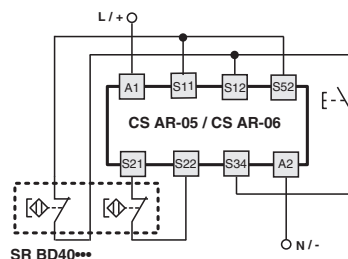 L / +
A1 S11 S12 S52
CS AR-05 / CS AR-06
S21 S22 S34 A2
N / -
SR BD40•••